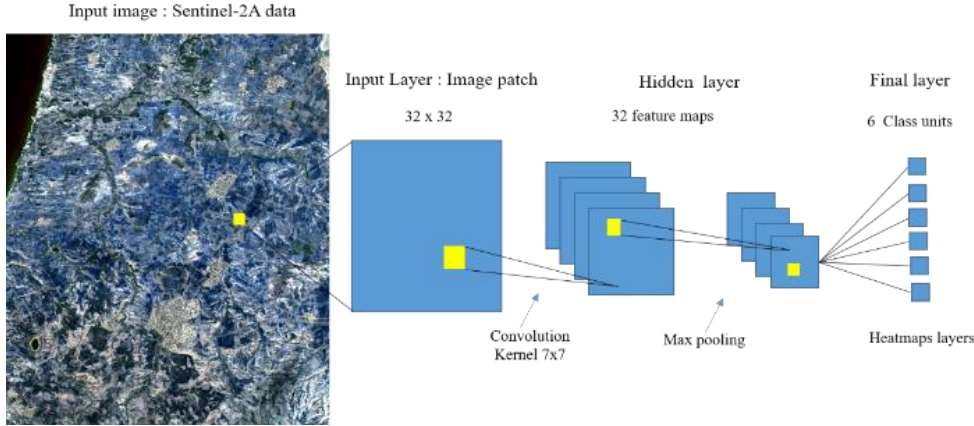 Input image : Sentinel-2A data
Input Layer : Image patch
32 x 32
Hidden layer
32 feature maps
Final layer
6 Class units
Convolution
Kernel 7x7
Max pooling
Heatmaps layers